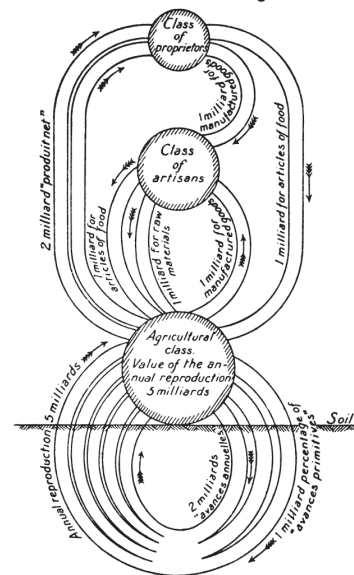 Class
of
proprietors
1 milliard for
manufactured
goods
2 milliard "produit net"
1 milliard for articles of food
Class
of
artisans
1 milliard for
articles of food
1 milliard for raw
materials
1 milliard for
manufactured
goods
Agricultural
class.
Value of the an-
nual reproduction
5 milliards
Soil
Annual reproduction 5 milliards
2 milliards
"avances annuelles"
1 milliard percentage of
"avances primitives"